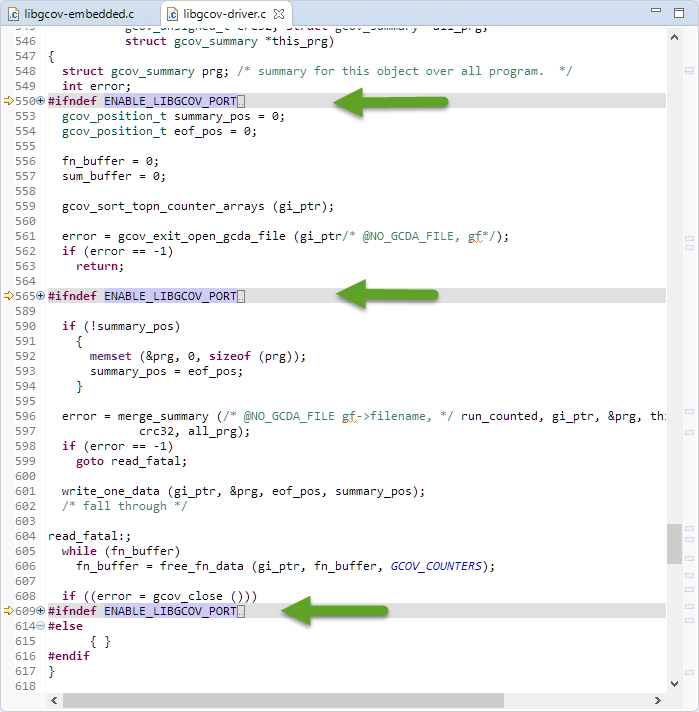 libgcov-embedded.c libgcov-driver.c
545 gcov_unsigned_t crc32, struct gcov_summary *all_prg,
546 struct gcov_summary *this_prg)
547 {
548 struct gcov_summary prg; /* summary for this object over all program. */
549 int error;
550 #ifndef ENABLE_LIBGCOV_PORT
553 gcov_position_t summary_pos = 0;
554 gcov_position_t eof_pos = 0;
555
556 fn_buffer = 0;
557 sum_buffer = 0;
558
559 gcov_sort_topn_counter_arrays (gi_ptr);
560
561 error = gcov_exit_open_gcda_file (gi_ptr/* @NO_GCDA_FILE, gf*/);
562 if (error == -1)
563 return;
564
565 #ifndef ENABLE_LIBGCOV_PORT
589
590 if (!summary_pos)
591 {
592 memset (&prg, 0, sizeof (prg));
593 summary_pos = eof_pos;
594 }
595
596 error = merge_summary (/* @NO_GCDA_FILE gf->filename, */ run_counted, gi_ptr, &prg, thi
597 crc32, all_prg);
598 if (error == -1)
599 goto read_fatal;
600
601 write_one_data (gi_ptr, &prg, eof_pos, summary_pos);
602 /* fall through */
603
604 read_fatal:;
605 while (fn_buffer)
606 fn_buffer = free_fn_data (gi_ptr, fn_buffer, GCOV_COUNTERS);
607
608 if ((error = gcov_close ()))
609 #ifndef ENABLE_LIBGCOV_PORT
614 #else
615 { }
616 #endif
617 }
618